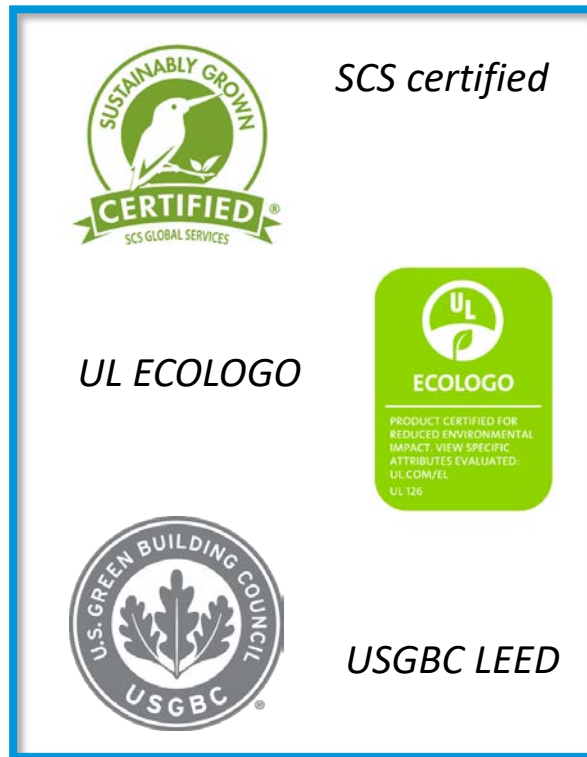 SUSTAINABLY GROWN
SCS certified
CERTIFIED®
SCS GLOBAL SERVICES
UL ECOLOGO
UL
ECOLOGO
PRODUCT CERTIFIED FOR
REDUCED ENVIRONMENTAL
IMPACT. VIEW SPECIFIC
ATTRIBUTES EVALUATED:
UL.COM/EL
UL 126
U.S. GREEN BUILDING COUNCIL
USGBC®
USGBC LEED